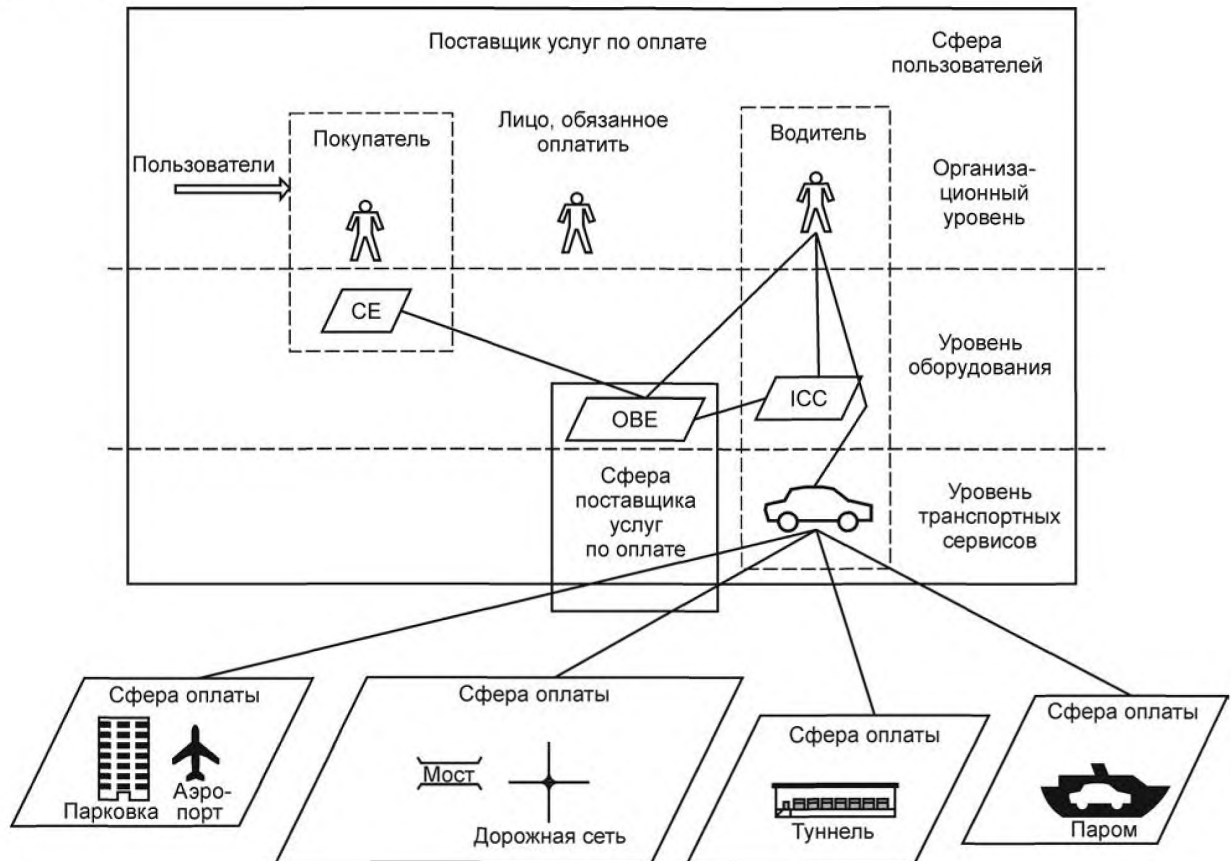 Поставщик услуг по оплате
Сфера
пользователей
Пользователи
Покупатель
Лицо, обязанное
оплатить
Водитель
Организа-
ционный
уровень
CE
Уровень
оборудования
OBE
ICC
Сфера
поставщика
услуг
по оплате
Уровень
транспортных
сервисов
Сфера оплаты
Парковка
Аэро-
порт
Сфера оплаты
Мост
Дорожная сеть
Сфера оплаты
Туннель
Сфера оплаты
Паром